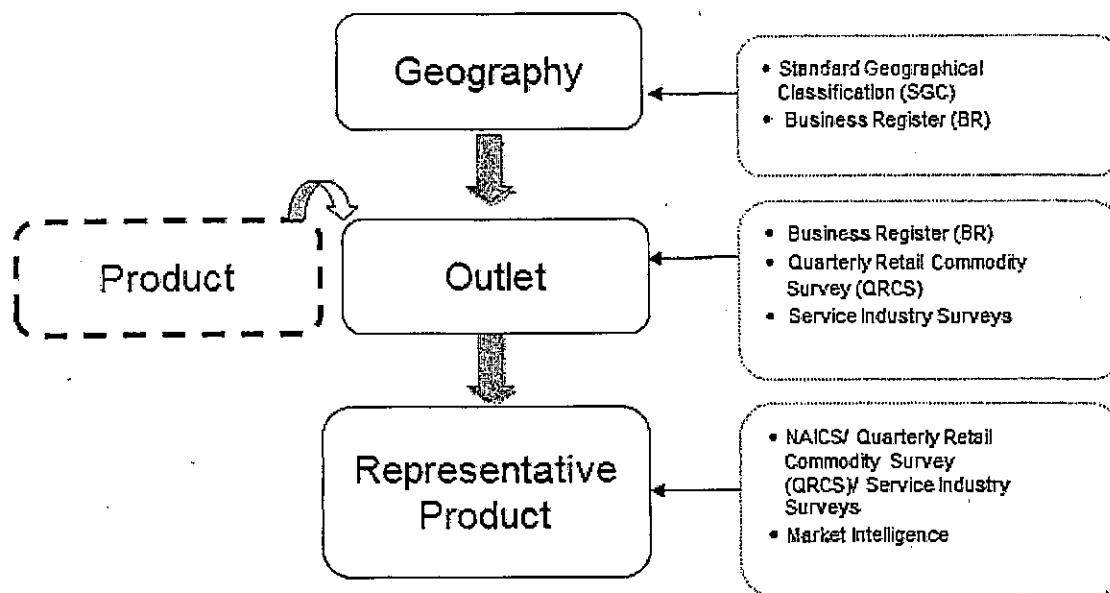 Geography
• Standard Geographical
Classification (SGC)
• Business Register (BR)
Product
Outlet
• Business Register (BR)
• Quarterly Retail Commodity
Survey (QRCS)
• Service Industry Surveys
Representative
Product
• NAICS/ Quarterly Retail
Commodity Survey
(QRCS)/ Service Industry
Surveys
• Market Intelligence